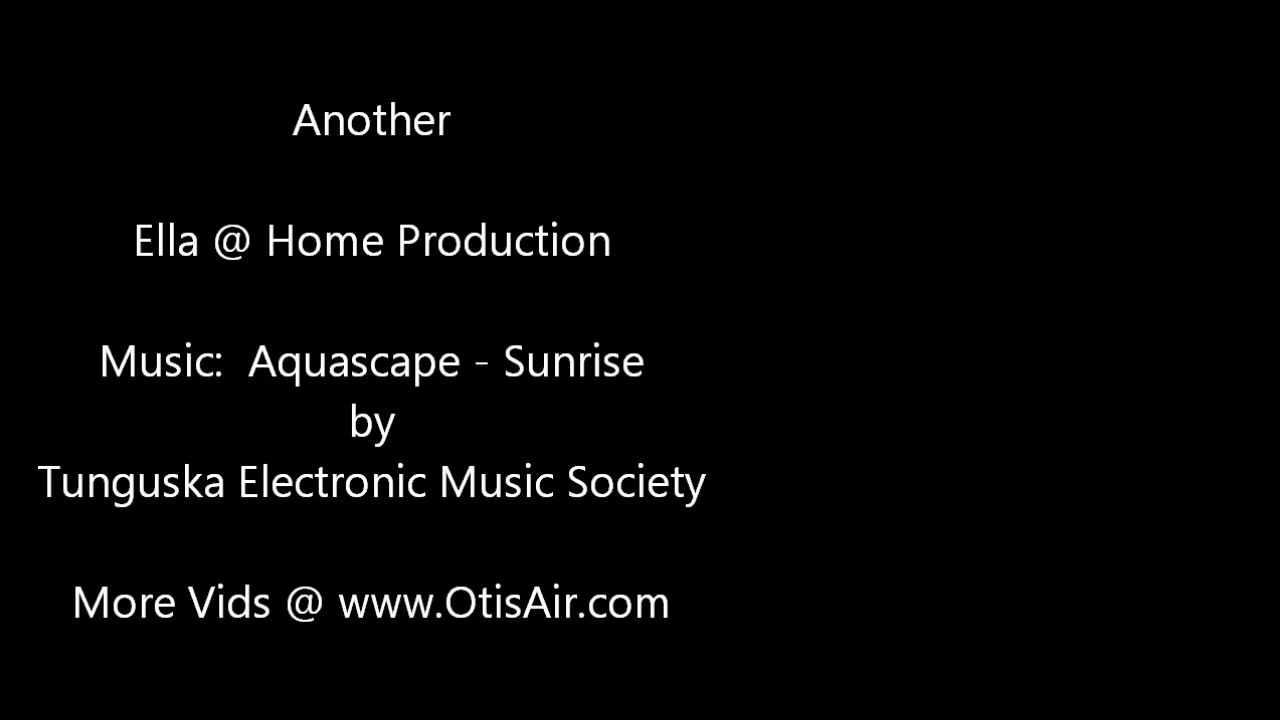 Another
Ella @ Home Production
Music:  Aquascape - Sunrise
by
Tunguska Electronic Music Society
More Vids @ www.OtisAir.com